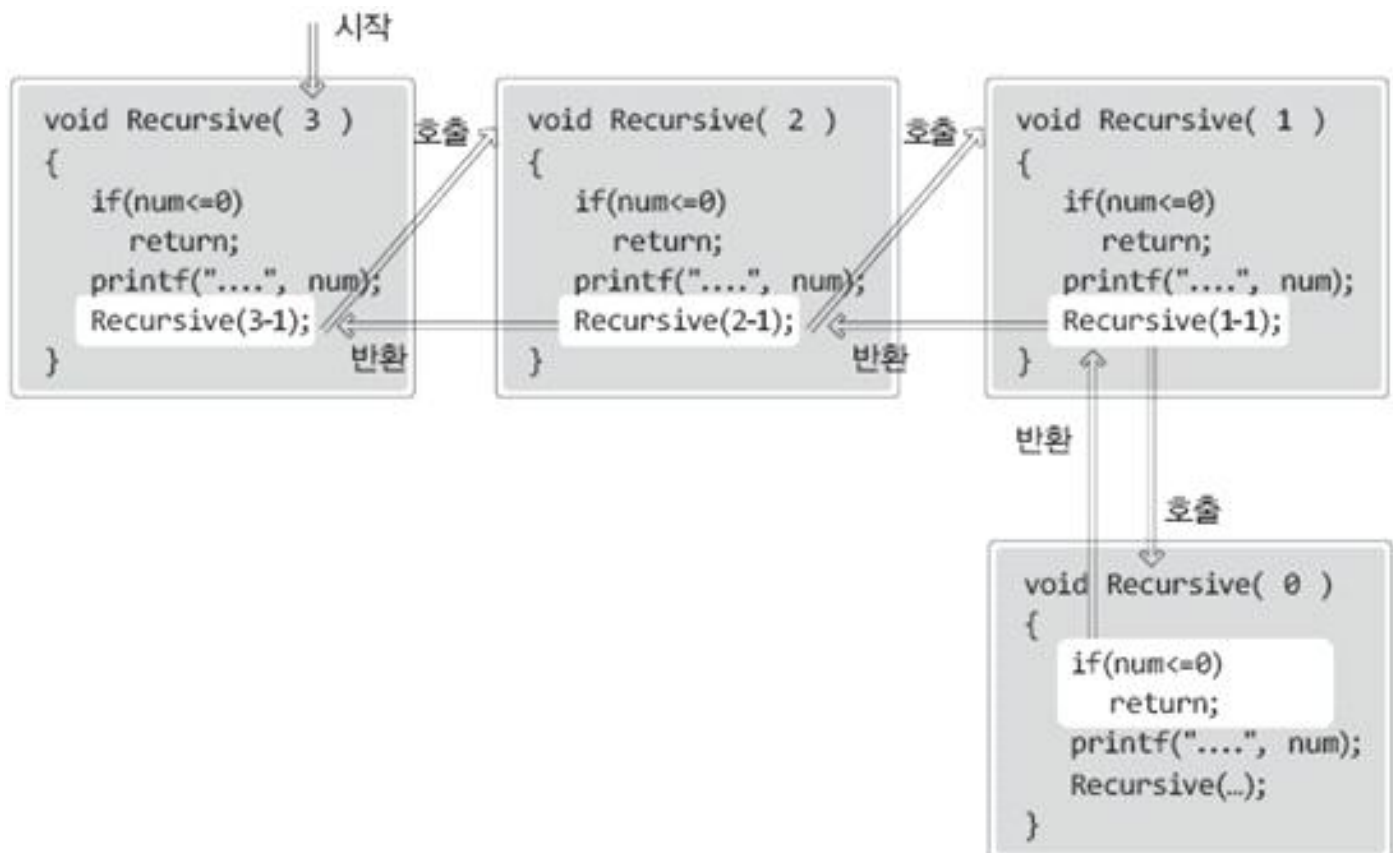 시작
void Recursive( 3 )
{
if(num<=0)
return;
printf("....", num);
Recursive(3-1);
}
호출
반환
void Recursive( 2 )
{
if(num<=0)
return;
printf("....", num);
Recursive(2-1);
}
호출
반환
void Recursive( 1 )
{
if(num<=0)
return;
printf("....", num);
Recursive(1-1);
}
반환
호출
void Recursive( 0 )
{
if(num<=0)
return;
printf("....", num);
Recursive(…);
}